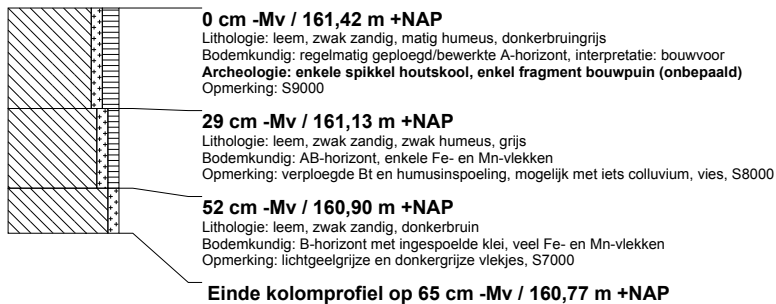 0 cm -Mv / 161,42 m +NAP
Lithologie: leem, zwak zandig, matig humeus, donkerbruingrijs
Bodemkundig: regelmatig geploegd/bewerkte A-horizont, interpretatie: bouwvoor
Archeologie: enkele spikkel houtskool, enkel fragment bouwpuin (onbepaald)
Opmerking: S9000
29 cm -Mv / 161,13 m +NAP
Lithologie: leem, zwak zandig, zwak humeus, grijs
Bodemkundig: AB-horizont, enkele Fe- en Mn-vlekken
Opmerking: verploegde Bt en humusinspoeling, mogelijk met iets colluvium, vies, S8000
52 cm -Mv / 160,90 m +NAP
Lithologie: leem, zwak zandig, donkerbruin
Bodemkundig: B-horizont met ingespoelde klei, veel Fe- en Mn-vlekken
Opmerking: lichtgeelgrijze en donkergrijze vlekjes, S7000
Einde kolomprofiel op 65 cm -Mv / 160,77 m +NAP